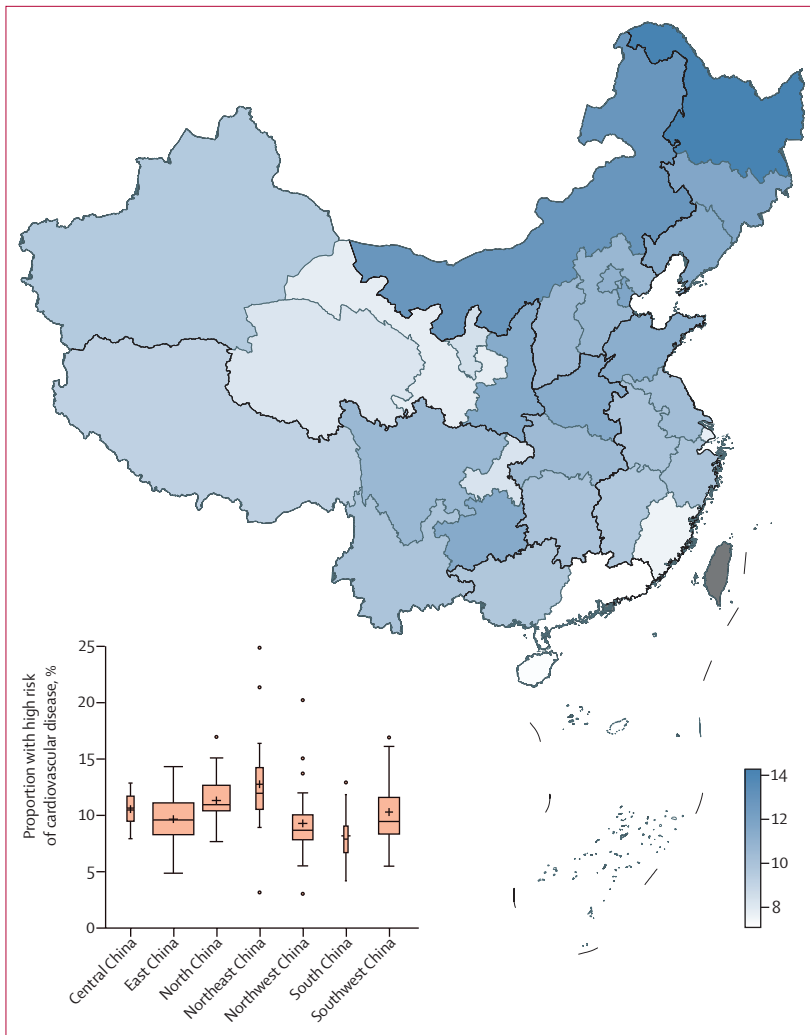 25
20
15
10
5
0
Proportion with high risk
of cardiovascular disease, %
Central China
East China
North China
Northeast China
Northwest China
South China
Southwest China
14
12
10
8